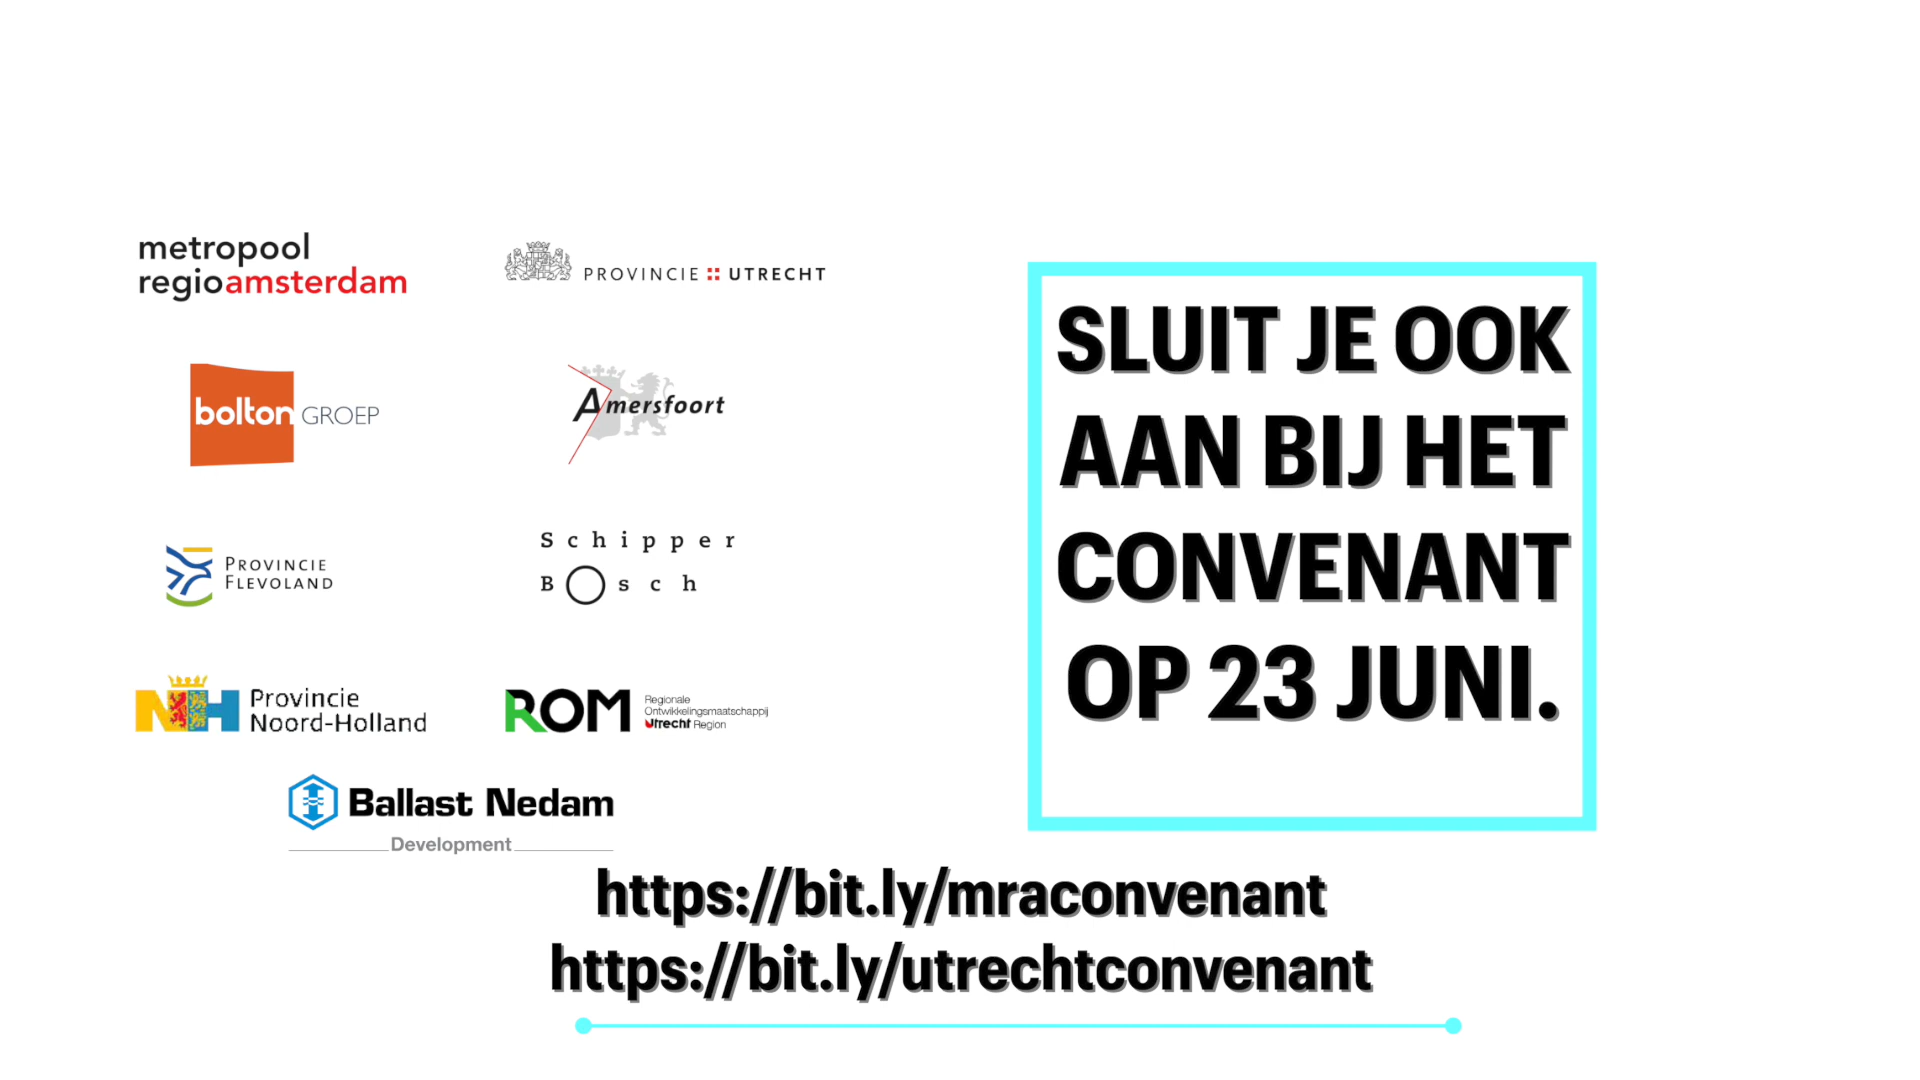 metropool
regioamsterdam
PROVINCIE UTRECHT
bolton GROEP
Amersfoort
PROVINCIE
FLEVOLAND
Schipper
Bosch
NH Provincie
Noord-Holland
ROM Regionale
Ontwikkelingsmaatschappij
Utrecht Region
Ballast Nedam
Development
SLUIT JE OOK
AAN BIJ HET
CONVENANT
OP 23 JUNI.
https://bit.ly/mraconvenant
https://bit.ly/utrechtconvenant